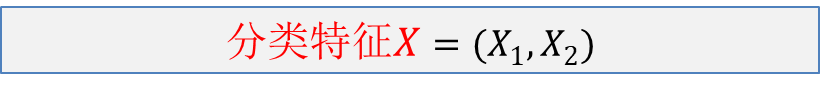 分类特征X = (X₁, X₂)